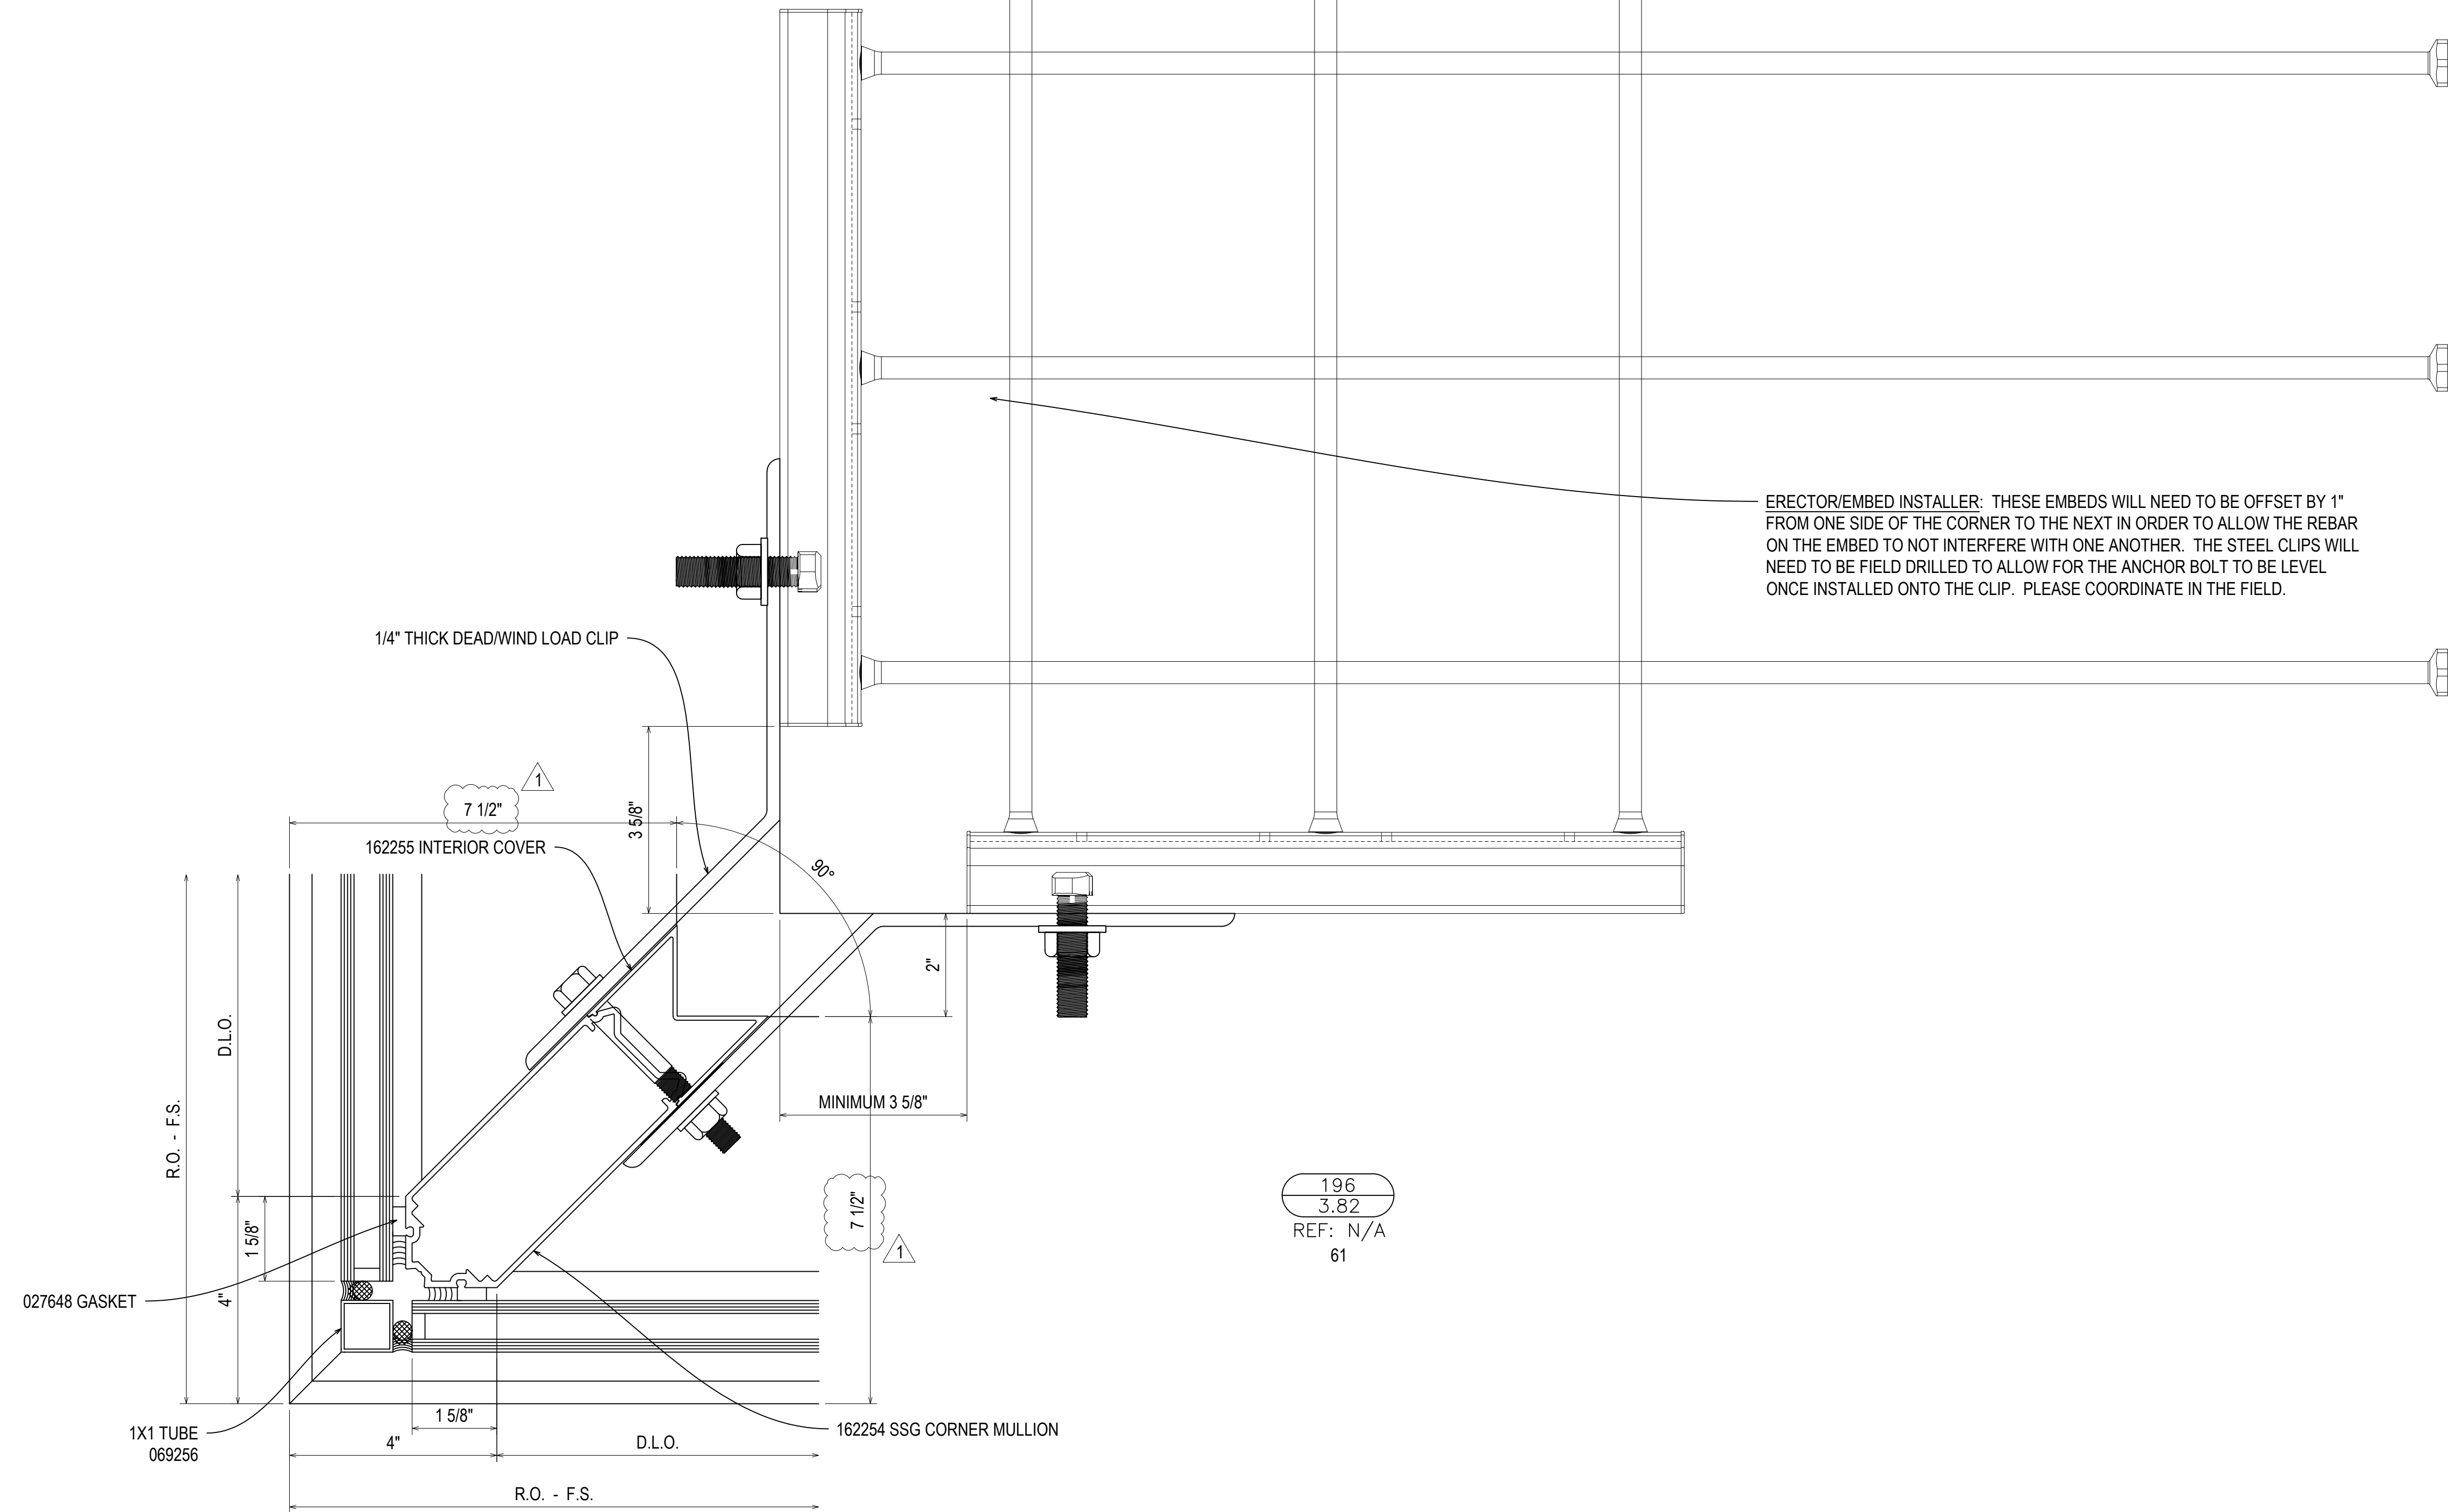 ERECTOR/EMBED INSTALLER: THESE EMBEDS WILL NEED TO BE OFFSET BY 1"
FROM ONE SIDE OF THE CORNER TO THE NEXT IN ORDER TO ALLOW THE REBAR
ON THE EMBED TO NOT INTERFERE WITH ONE ANOTHER. THE STEEL CLIPS WILL
NEED TO BE FIELD DRILLED TO ALLOW FOR THE ANCHOR BOLT TO BE LEVEL
ONCE INSTALLED ONTO THE CLIP. PLEASE COORDINATE IN THE FIELD.
1/4" THICK DEAD/WIND LOAD CLIP
1
7 1/2"
3 5/8"
162255 INTERIOR COVER
90°
2"
D.L.O.
R.O. - F.S.
MINIMUM 3 5/8"
7 1/2"
1
196
3.82
REF: N/A
61
1 5/8"
4"
027648 GASKET
1X1 TUBE
069256
1 5/8"
162254 SSG CORNER MULLION
4"
D.L.O.
R.O. - F.S.